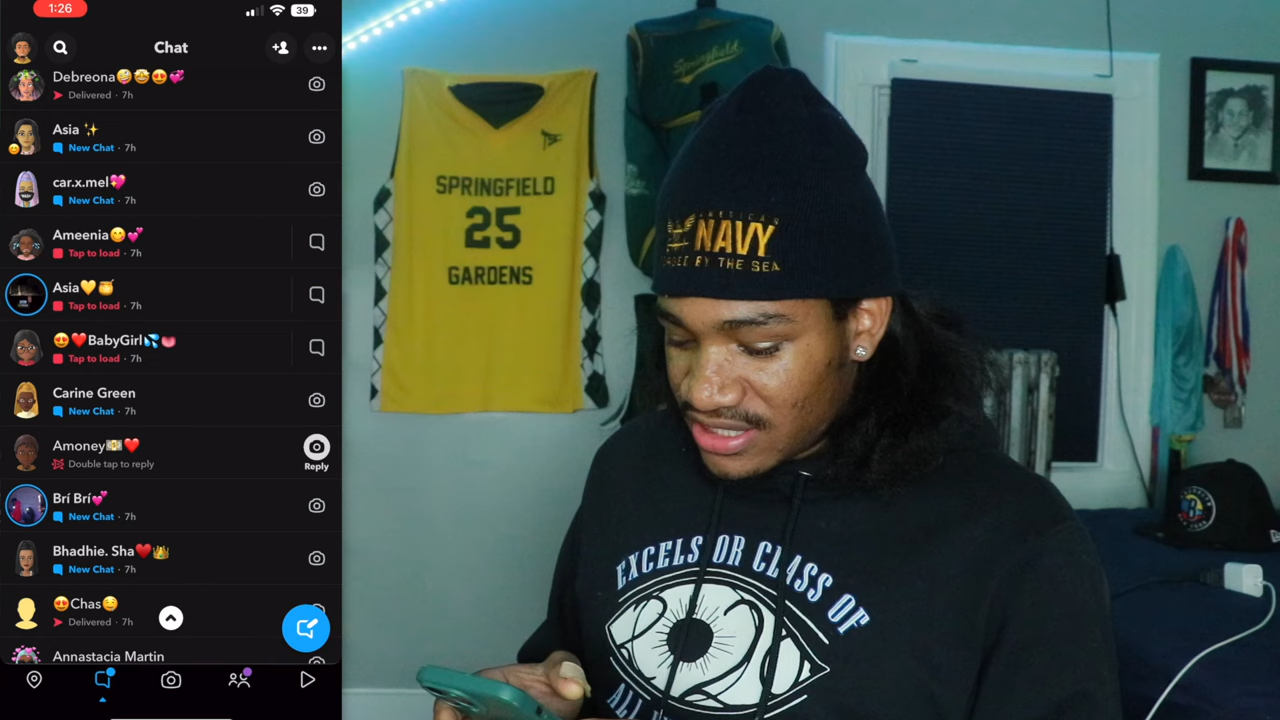 1:26
39
Chat
Debreona🤪🤩😍💞
Delivered · 7h
Asia ✨
New Chat · 7h
car.x.mel💖
New Chat · 7h
Ameenia😋💕
Tap to load · 7h
Asia💛🍯
Tap to load · 7h
😍❤️BabyGirl💦👅
Tap to load · 7h
Carine Green
New Chat · 7h
Amoney💵❤️
Double tap to reply
Reply
Brí Brí💕
New Chat · 7h
Bhadhie. Sha❤️👑
New Chat · 7h
😍Chas☺️
Delivered · 7h
Annastacia Martin
Springfield
SPRINGFIELD
25
GARDENS
AMERICAN
NAVY
BY THE SEA
EXCELSIOR CLASS OF